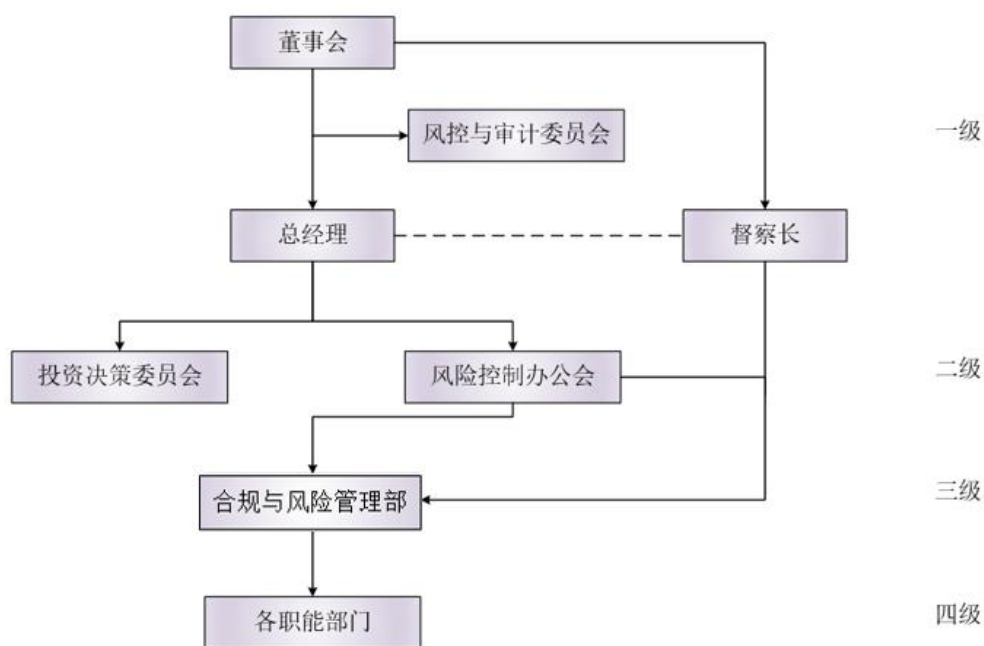 董事会
风控与审计委员会
一级
总经理
督察长
投资决策委员会
风险控制办公会
二级
合规与风险管理部
三级
各职能部门
四级